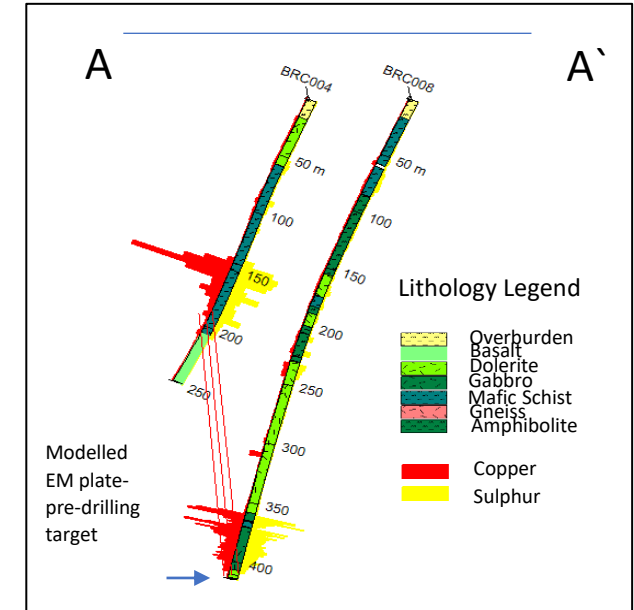 A
A`
BRC004
BRC008
50 m
100
150
200
250
50 m
100
150
200
250
300
350
400
Lithology Legend
Overburden
Basalt
Dolerite
Gabbro
Mafic Schist
Gneiss
Amphibolite
Copper
Sulphur
Modelled
EM plate-
pre-drilling
target